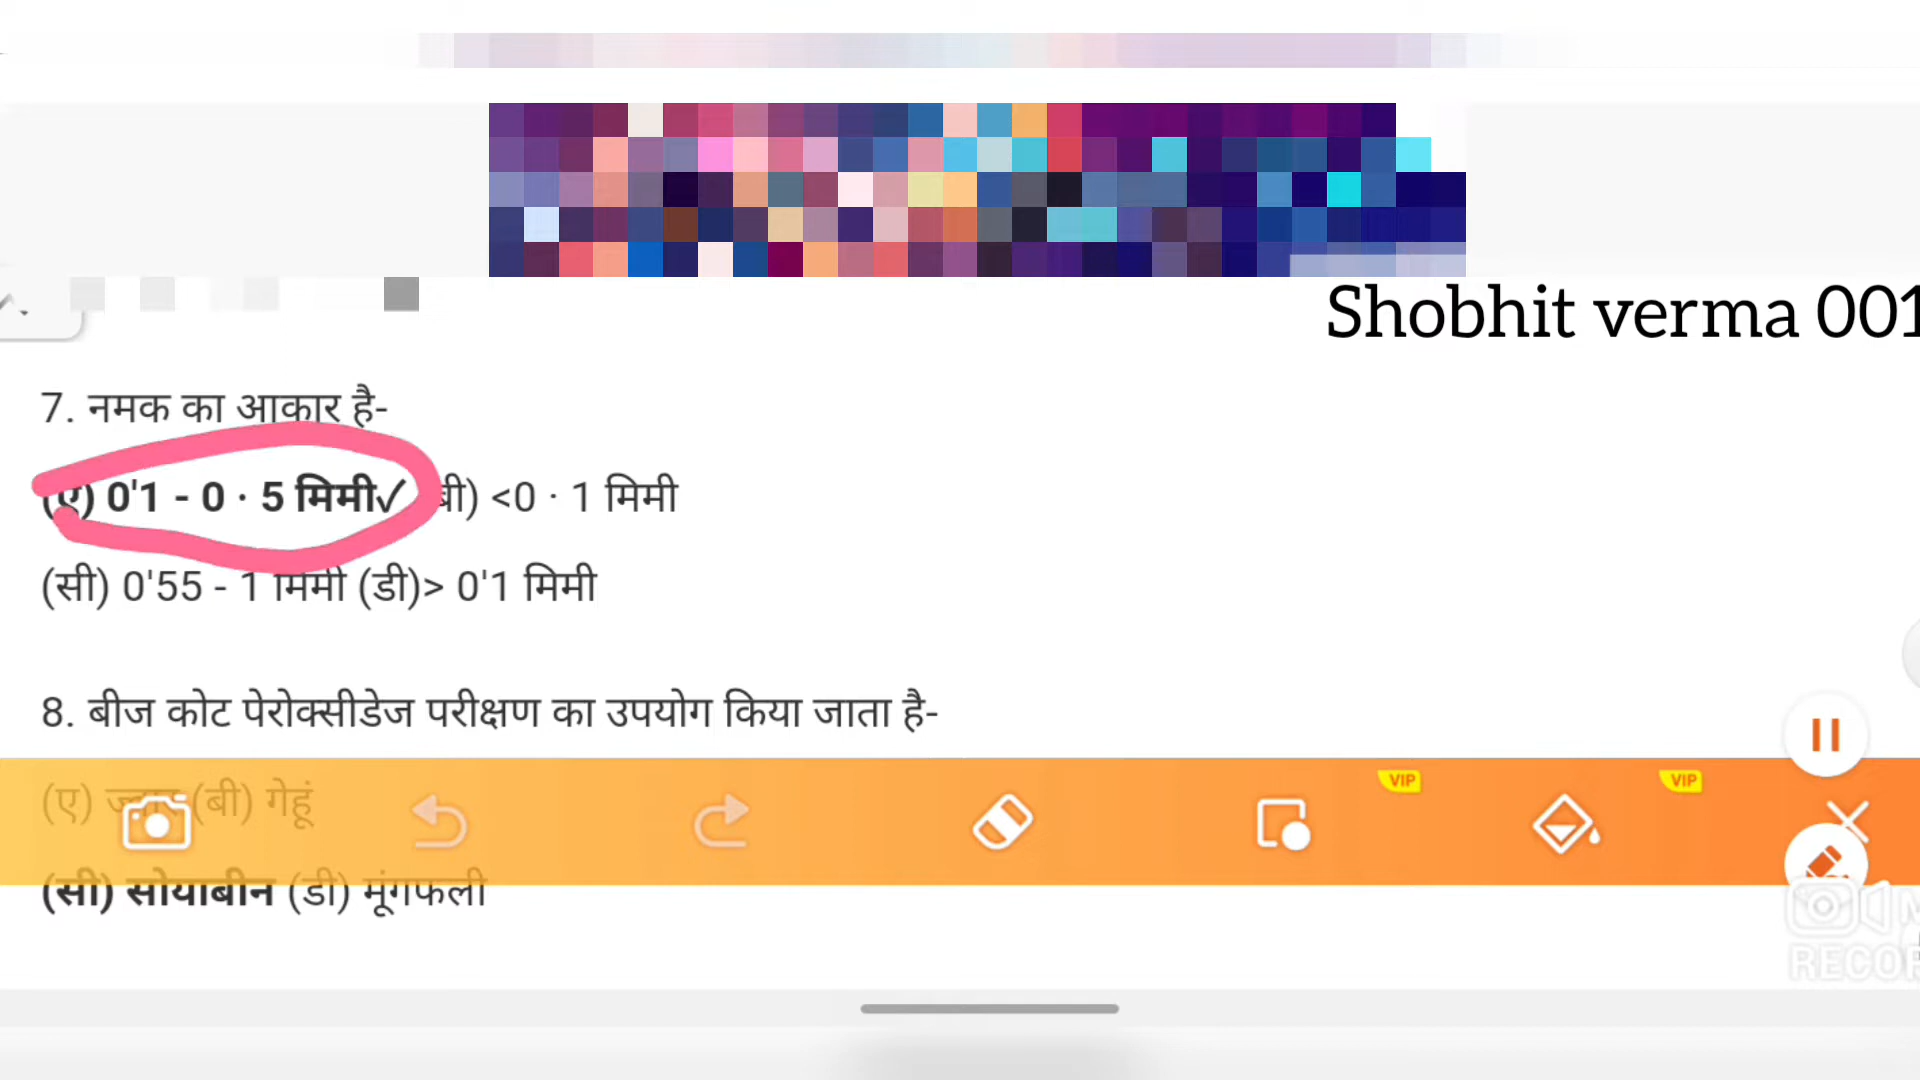 Shobhit verma 001
7. नमक का आकार है-
(ए) 0'1 - 0 · 5 मिमी✓ बी) <0 · 1 मिमी
(सी) 0'55 - 1 मिमी (डी)> 0'1 मिमी
8. बीज कोट पेरोक्सीडेज परीक्षण का उपयोग किया जाता है-
VIP VIP
(ए) ज्वार (बी) गेहूं
(सी) सोयाबीन (डी) मूंगफली